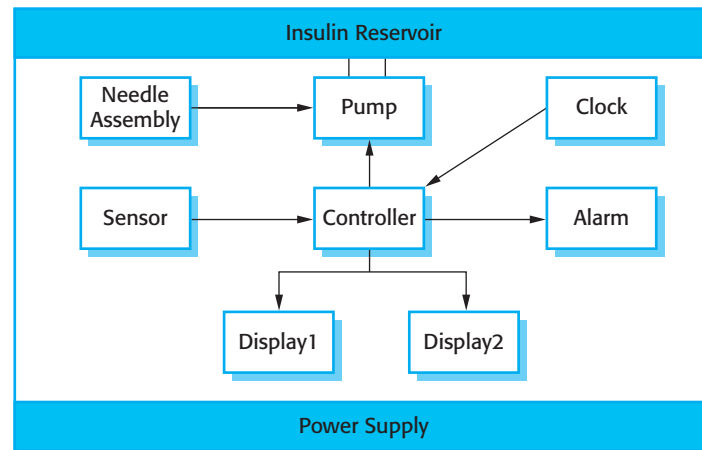 Insulin Reservoir
Needle
Assembly
Pump
Clock
Sensor
Controller
Alarm
Display1
Display2
Power Supply